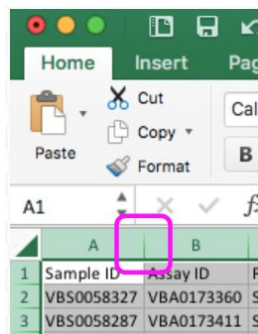 Home Insert Pag
Cut
Copy
Format
Paste
Cal
B
A1
A B
1 Sample ID Assay ID
2 VBS0058327 VBA0173360 S
3 VBS0058287 VBA0173411 S